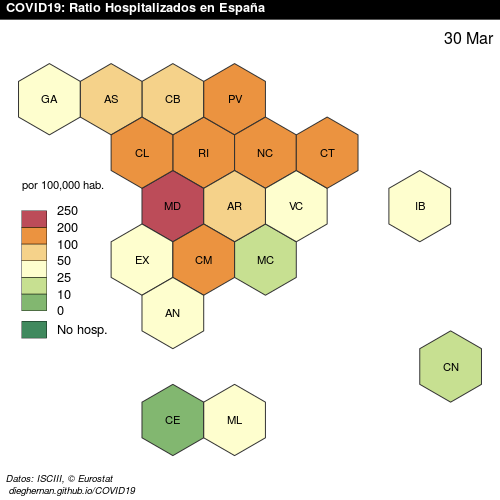 COVID19: Ratio Hospitalizados en España
30 Mar
GA AS CB PV
CL RI NC CT
por 100,000 hab.
MD AR VC IB
250
200
100
50
25
10
0
No hosp.
EX CM MC
AN
CN
CE ML
Datos: ISCIII, © Eurostat
dieghernan.github.io/COVID19